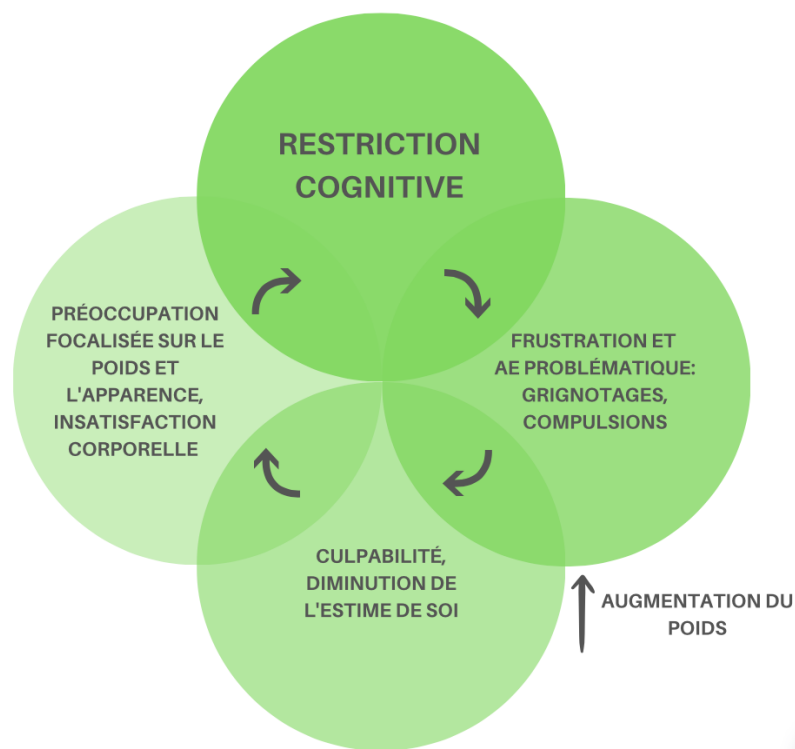 RESTRICTION
COGNITIVE
PRÉOCCUPATION
FOCALISÉE SUR LE
POIDS ET
L'APPARENCE,
INSATISFACTION
CORPORELLE
FRUSTRATION ET
AE PROBLÉMATIQUE:
GRIGNOTAGES,
COMPULSIONS
CULPABILITÉ,
DIMINUTION DE
L'ESTIME DE SOI
AUGMENTATION DU
POIDS